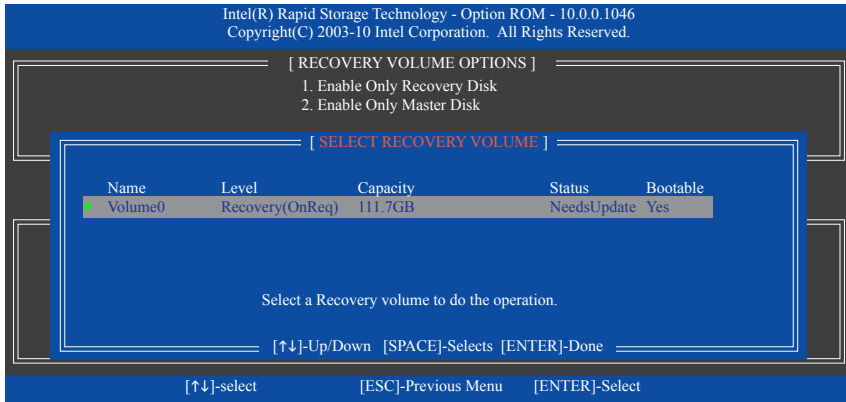 Intel(R) Rapid Storage Technology - Option ROM - 10.0.0.1046
Copyright(C) 2003-10 Intel Corporation.  All Rights Reserved.
[ RECOVERY VOLUME OPTIONS ]
1. Enable Only Recovery Disk
2. Enable Only Master Disk
[ SELECT RECOVERY VOLUME ]
Name Level Capacity Status Bootable
Volume0 Recovery(OnReq) 111.7GB NeedsUpdate Yes
Select a Recovery volume to do the operation.
[↑↓]-Up/Down [SPACE]-Selects [ENTER]-Done
[↑↓]-select [ESC]-Previous Menu [ENTER]-Select